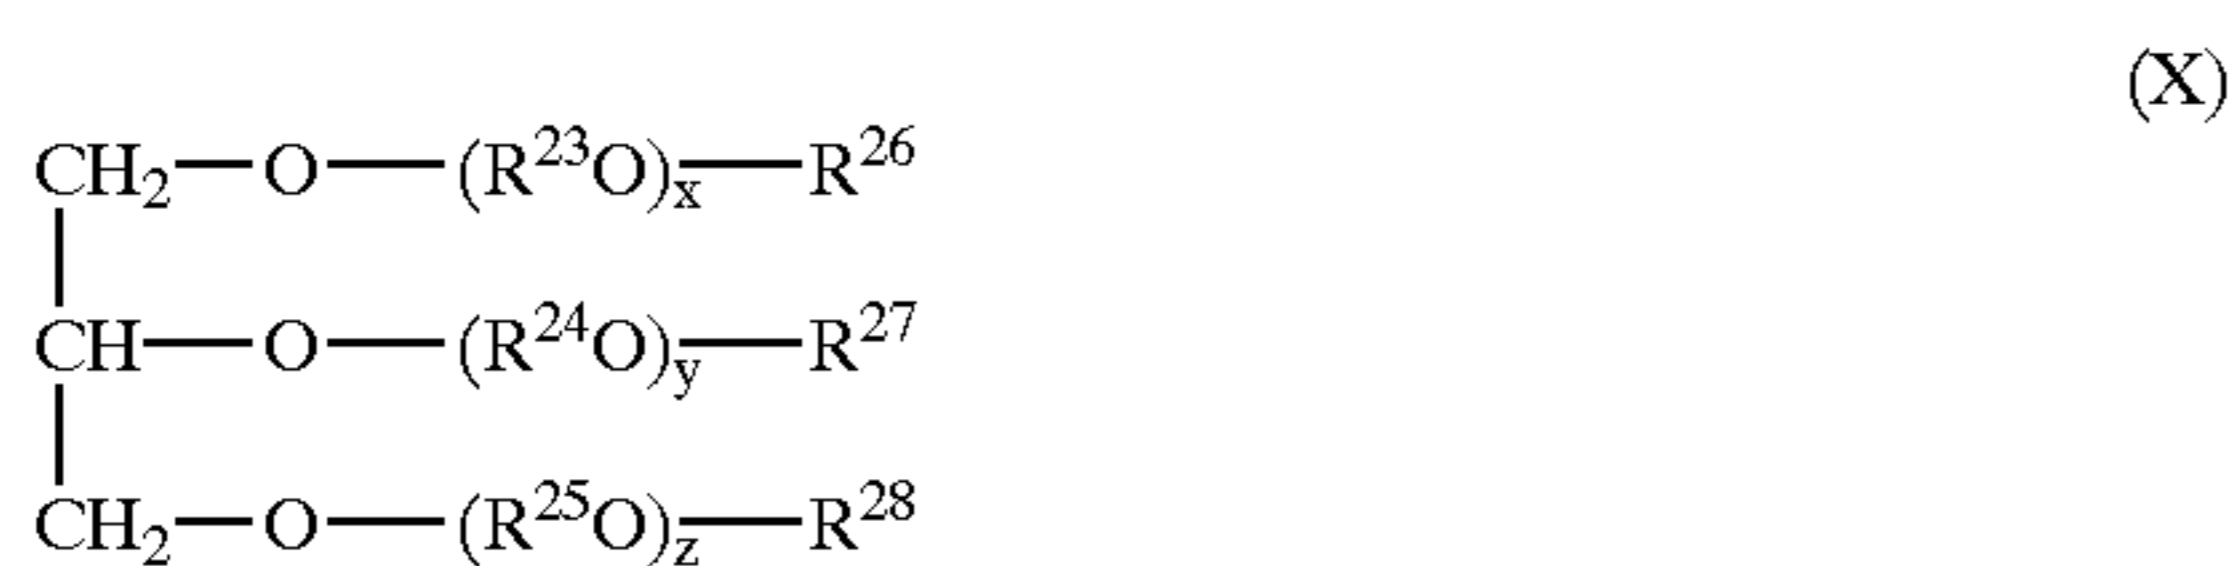 (X)
CH₂—O—(R²³O)ₓ—R²⁶
CH—O—(R²⁴O)y—R²⁷
CH₂—O—(R²⁵O)z—R²⁸